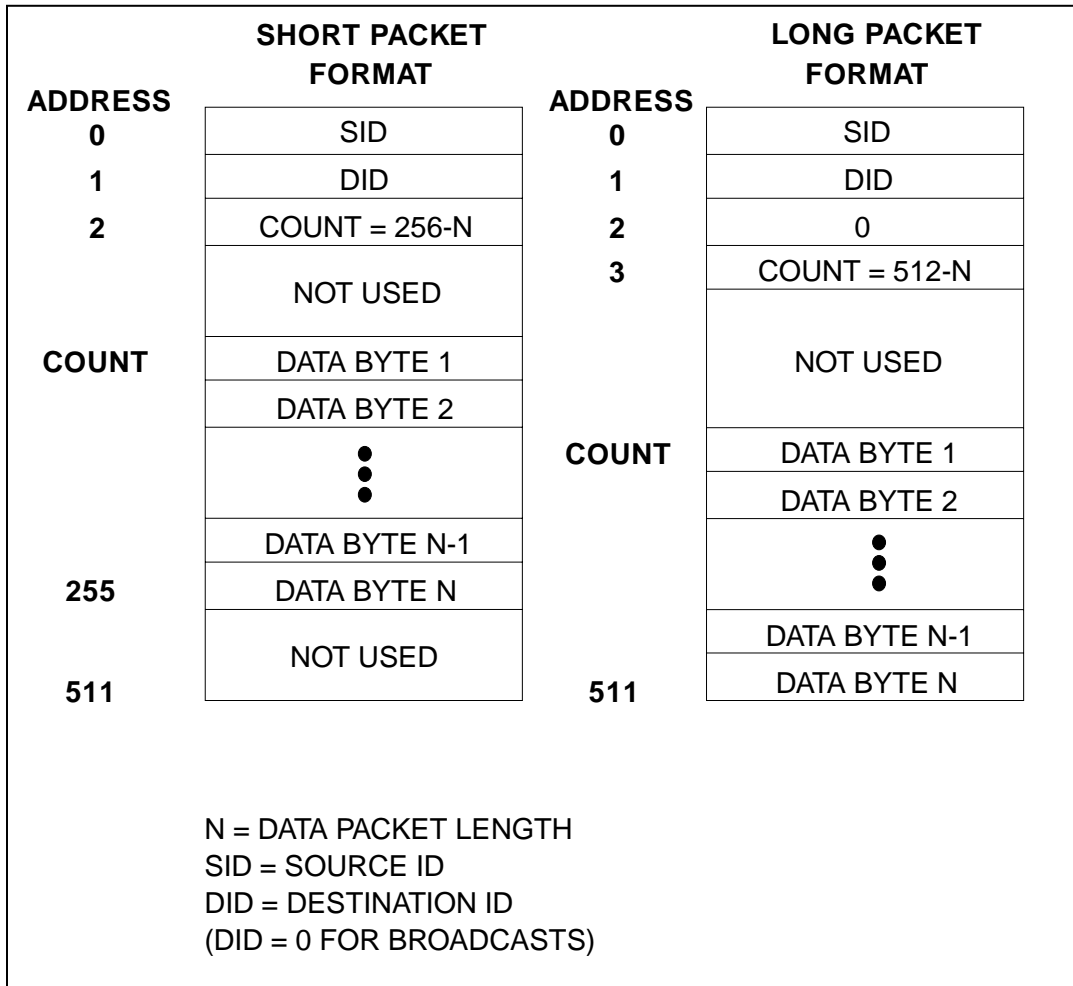 SHORT PACKET
FORMAT
ADDRESS
0 SID
1 DID
2 COUNT = 256-N
NOT USED
COUNT DATA BYTE 1
DATA BYTE 2
DATA BYTE N-1
255 DATA BYTE N
NOT USED
511
LONG PACKET
FORMAT
ADDRESS
0 SID
1 DID
2 0
3 COUNT = 512-N
NOT USED
COUNT DATA BYTE 1
DATA BYTE 2
DATA BYTE N-1
511 DATA BYTE N
N = DATA PACKET LENGTH
SID = SOURCE ID
DID = DESTINATION ID
(DID = 0 FOR BROADCASTS)